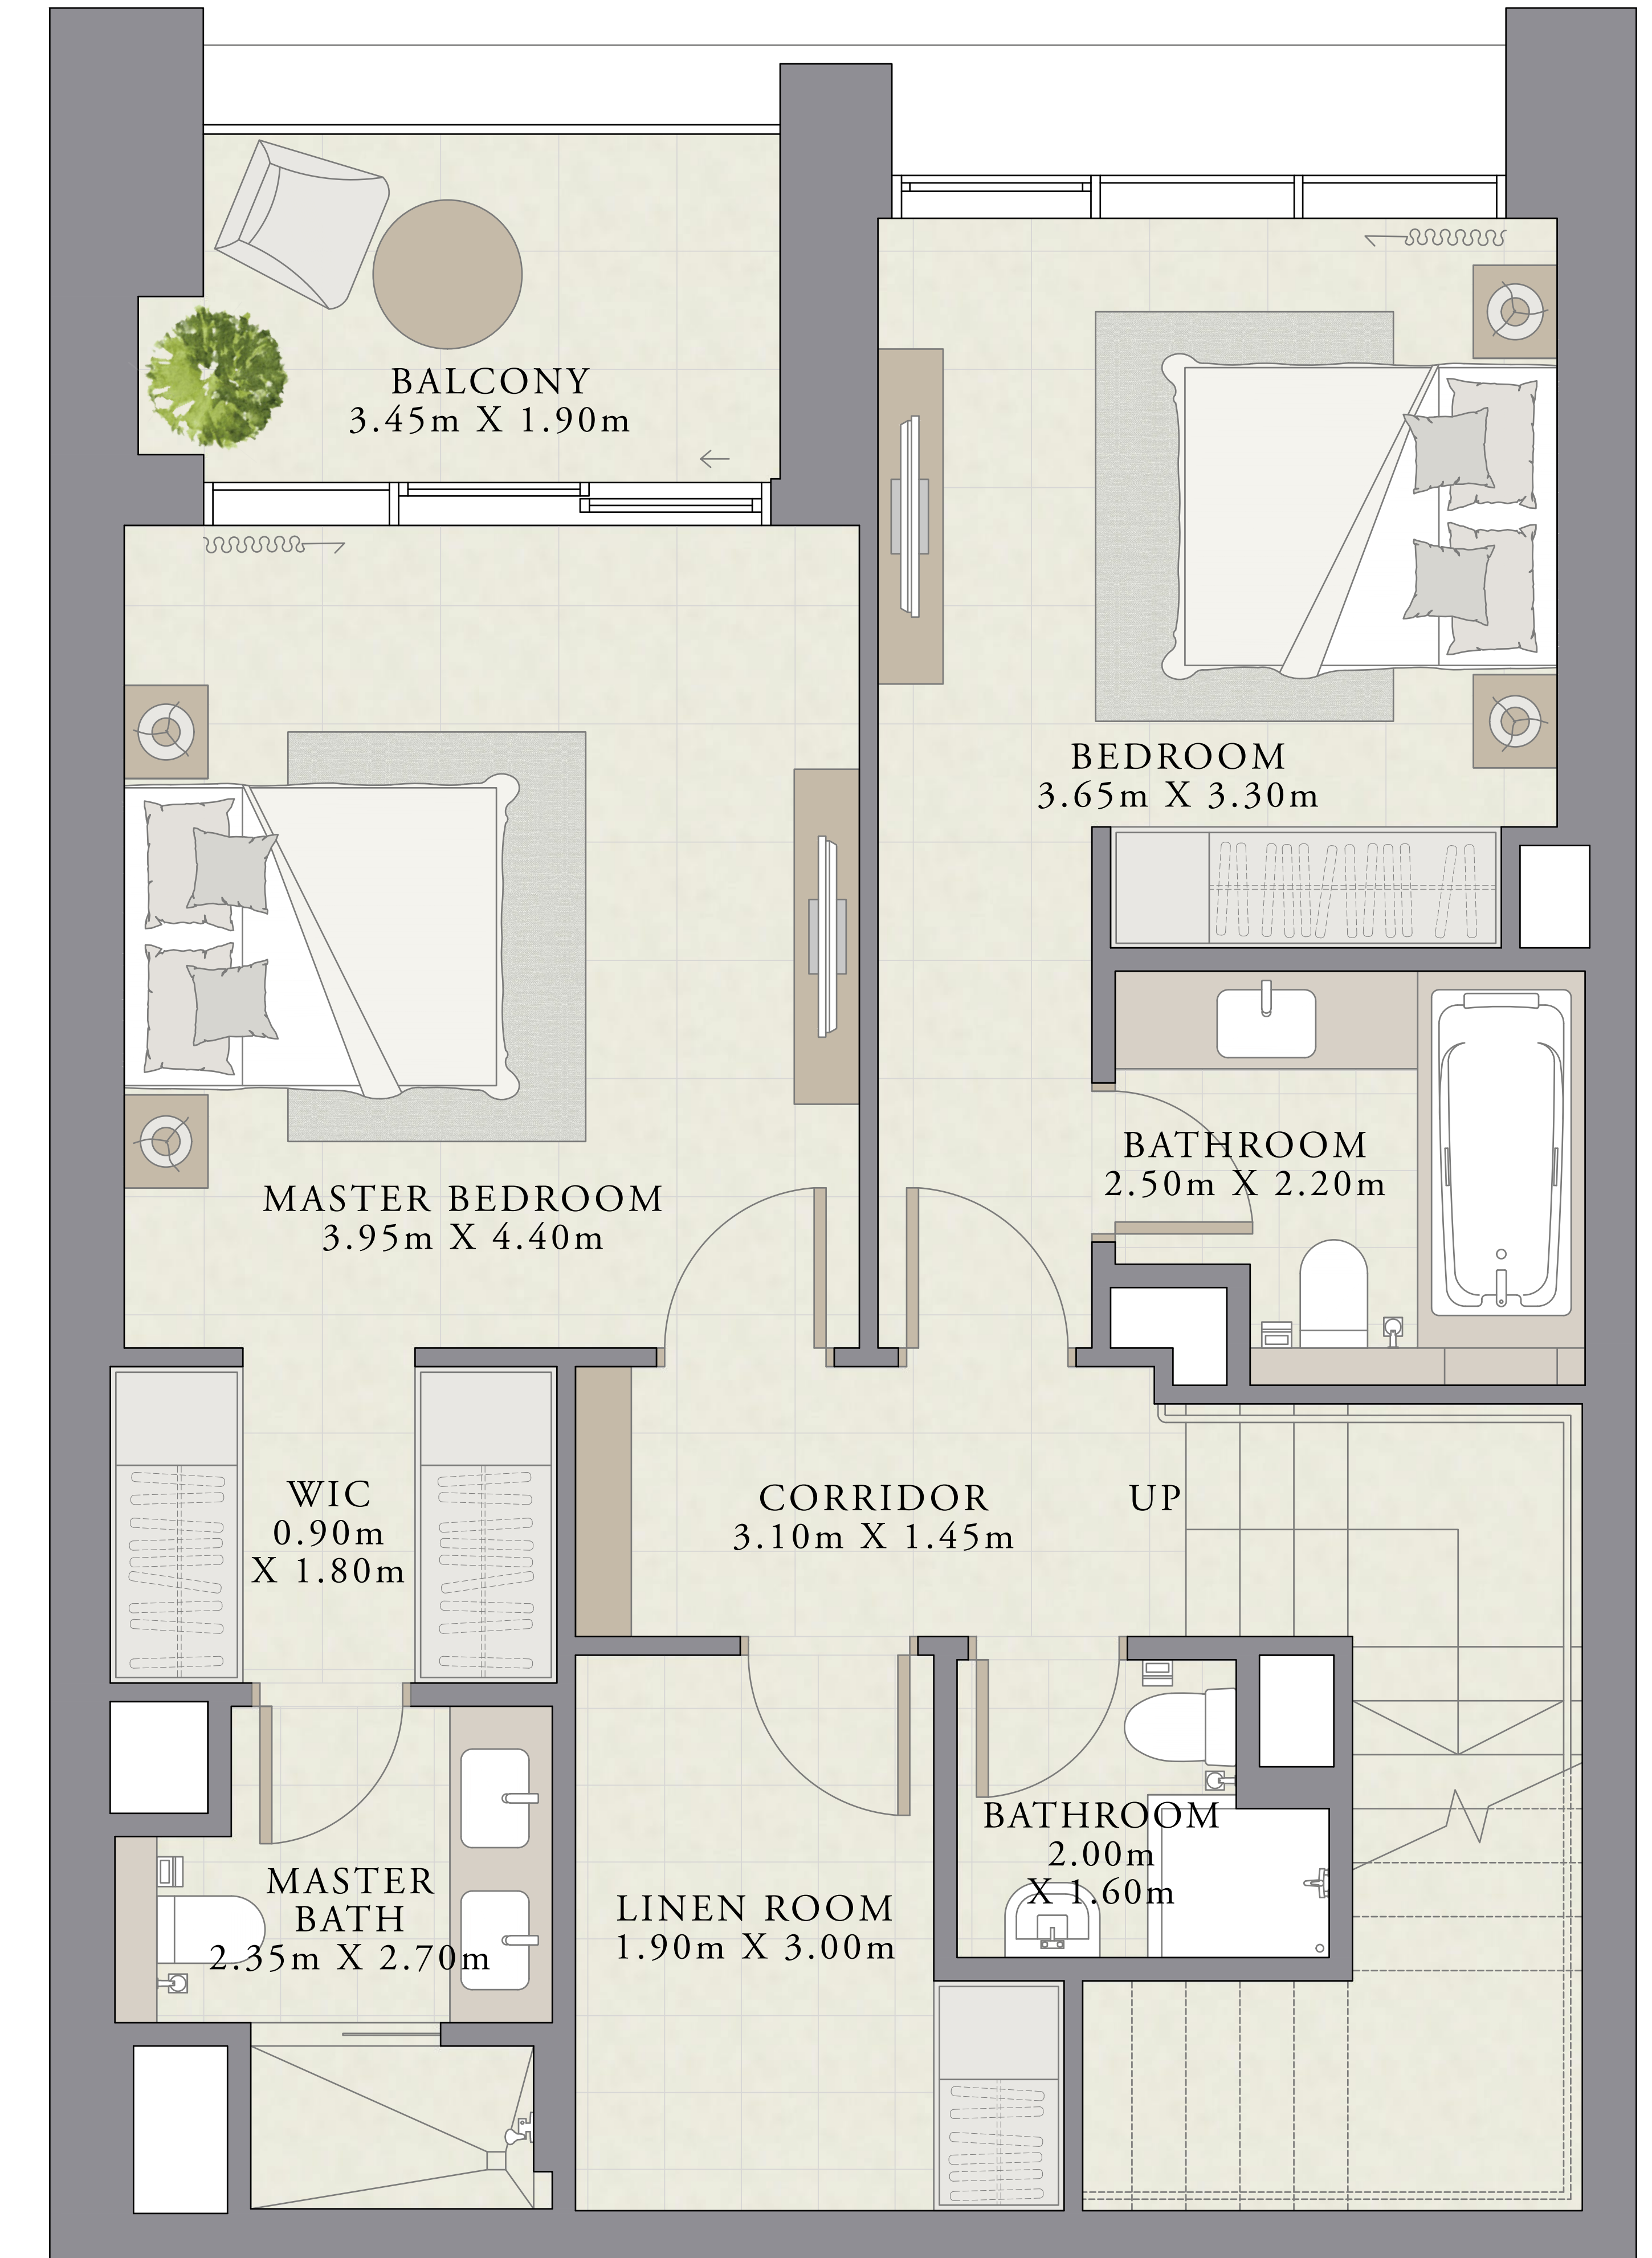 BALCONY
3.45m X 1.90m
BEDROOM
3.65m X 3.30m
BATHROOM
2.50m X 2.20m
MASTER BEDROOM
3.95m X 4.40m
WIC
0.90m
X 1.80m
CORRIDOR
3.10m X 1.45m
UP
BATHROOM
2.00m
X 1.60m
MASTER
BATH
2.35m X 2.70m
LINEN ROOM
1.90m X 3.00m